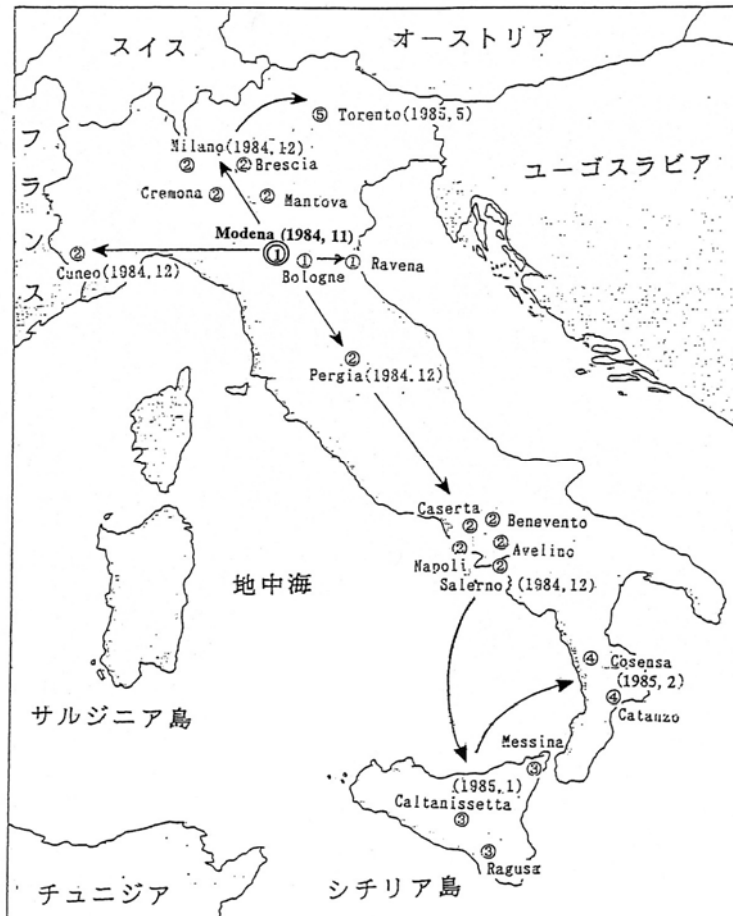 スイス
オーストリア
フランス
ユーゴスラビア
⑤ Torento(1985,5)
Milano(1984,12)
② ② Brescia
Cremona ② ② Mantova
Modena (1984, 11)
② ① ① ① Ravena
Cuneo(1984,12)
Bologne
②
Pergia(1984,12)
Caserta
② ② Benevento
② ② Avelino
Napoli ②
Salerno (1984,12)
地中海
④ Cosensa
(1985, 2)
④ Catauzo
サルジニア島
Messina
③
(1985,1)
Caltanissetta
③
③
Ragusa
チュニジア
シチリア島